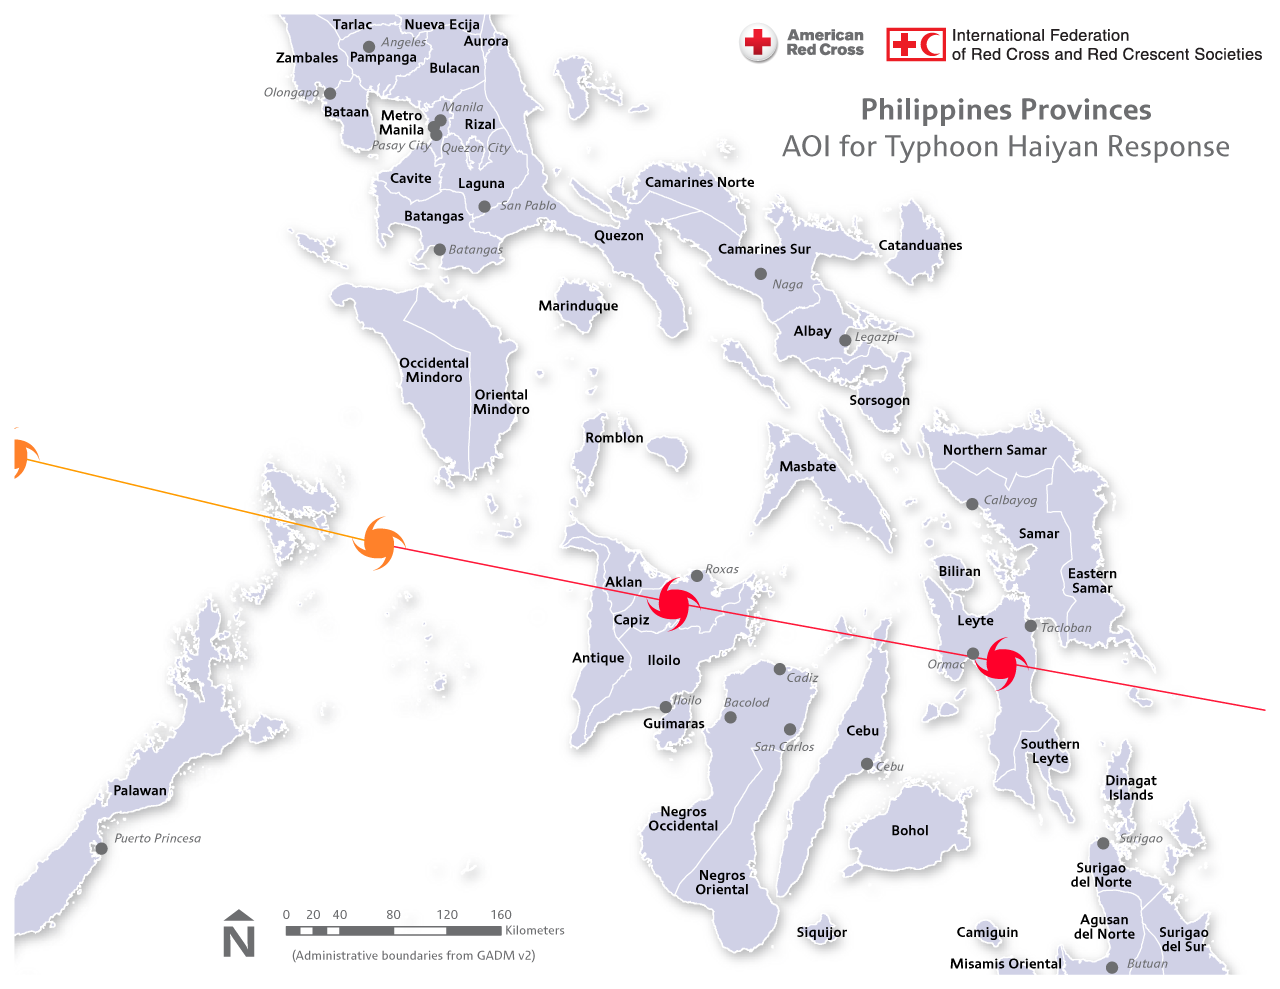 American
Red Cross
International Federation
of Red Cross and Red Crescent Societies
Philippines Provinces
AOI for Typhoon Haiyan Response
Tarlac
Nueva Ecija
Aurora
Angeles
Zambales
Pampanga
Bulacan
Olongapo
Bataan
Metro
Manila
Manila
Rizal
Pasay City
Quezon City
Cavite
Laguna
Camarines Norte
San Pablo
Batangas
Quezon
Batangas
Camarines Sur
Catanduanes
Naga
Marinduque
Albay
Legazpi
Occidental
Mindoro
Oriental
Mindoro
Sorsogon
Romblon
Masbate
Northern Samar
Calbayog
Samar
Roxas
Biliran
Eastern
Samar
Aklan
Capiz
Leyte
Tacloban
Antique
Iloilo
Ormac
Cadiz
Iloilo
Bacolod
Guimaras
San Carlos
Cebu
Southern
Leyte
Cebu
Dinagat
Islands
Palawan
Negros
Occidental
Bohol
Puerto Princesa
Surigao
Surigao
del Norte
Negros
Oriental
0 20 40 80 120 160
Kilometers
N
(Administrative boundaries from GADM v2)
Siquijor
Camiguin
Agusan
del Norte
Surigao
del Sur
Misamis Oriental
Butuan